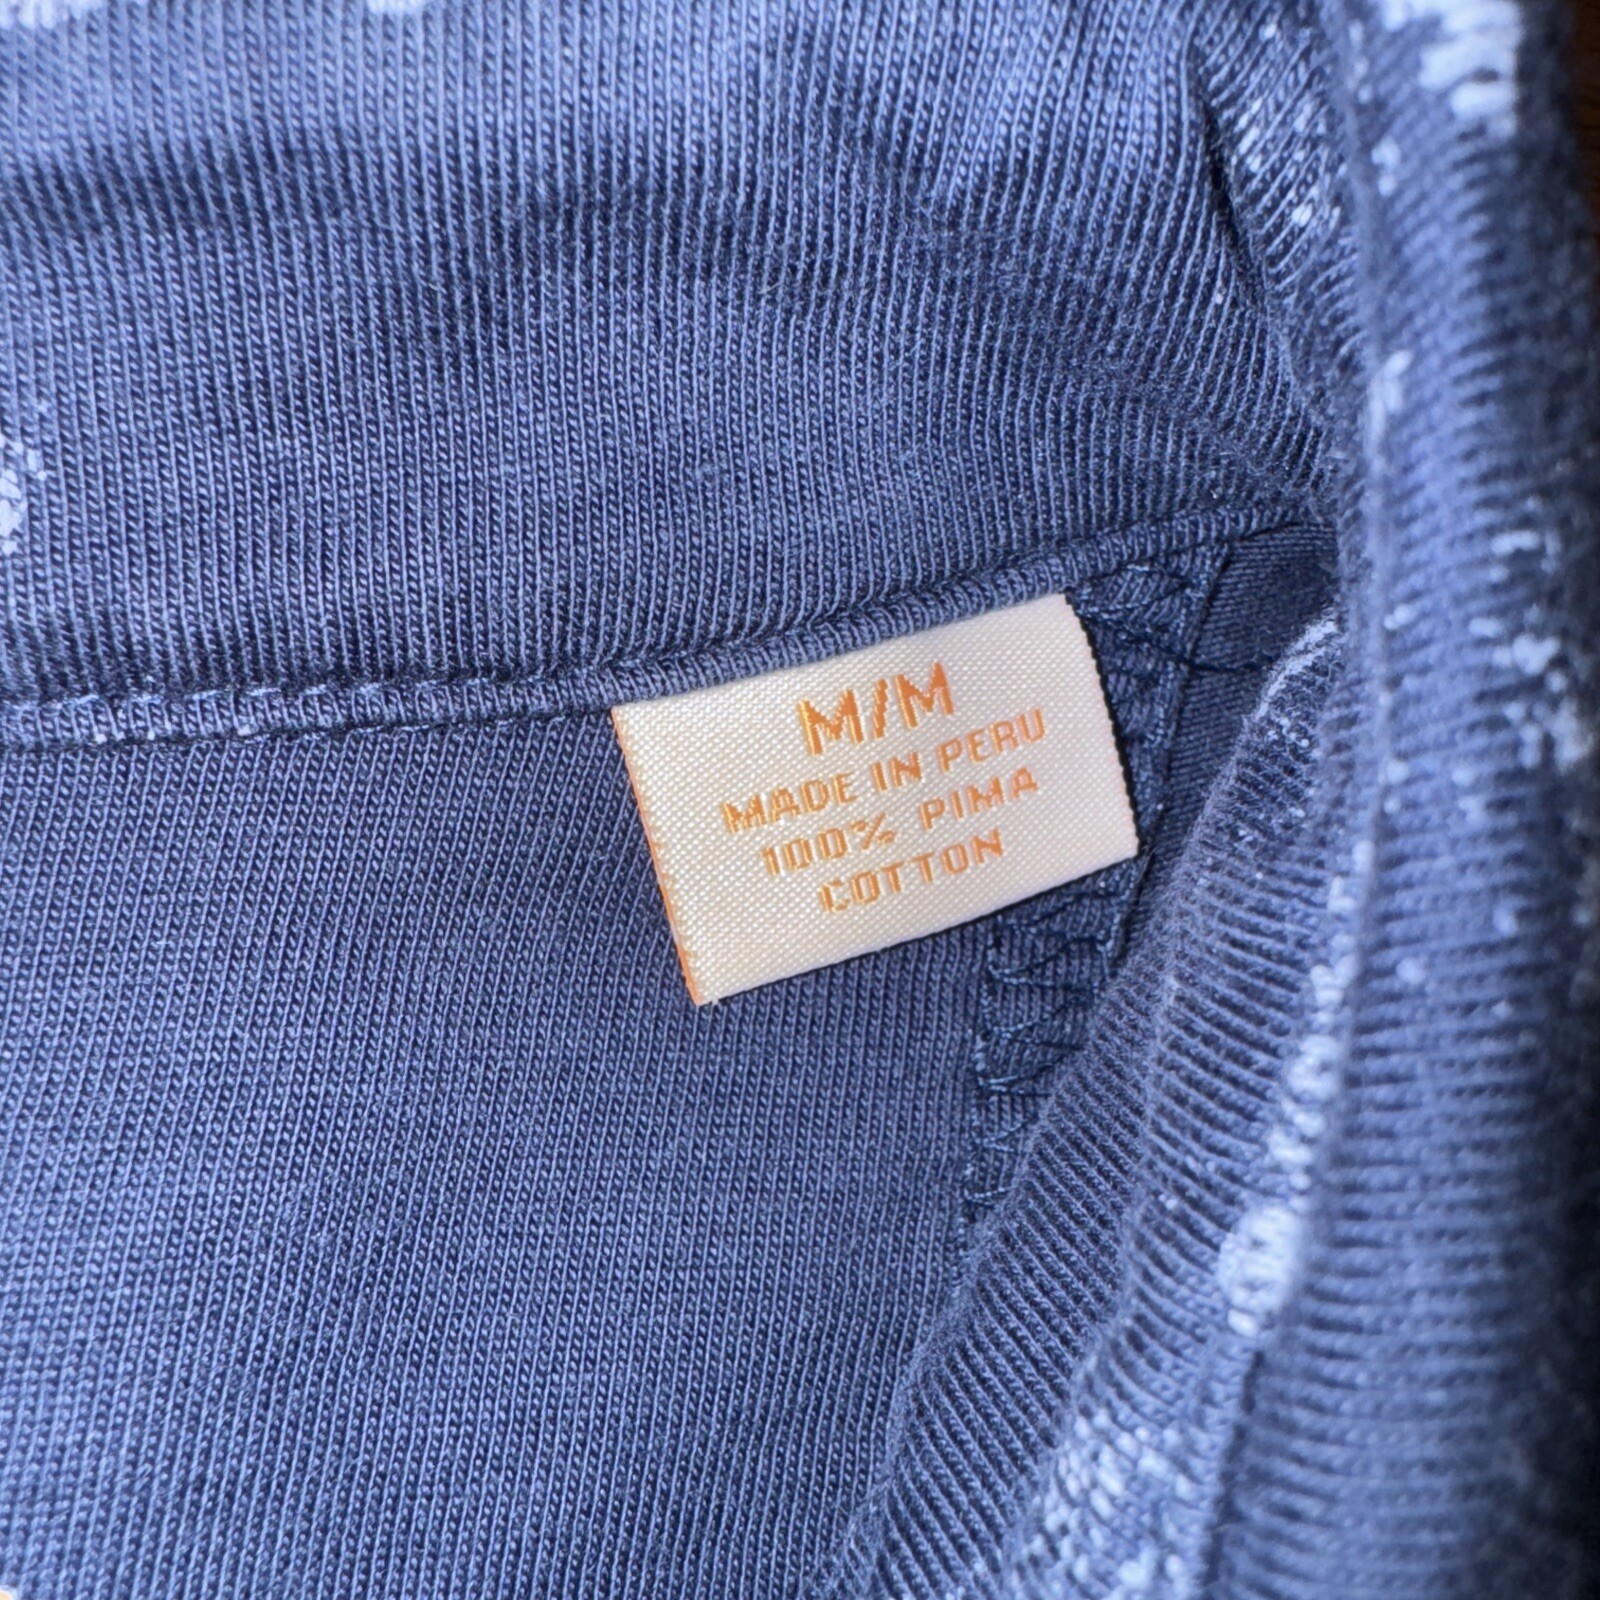 M/M
MADE IN PERU
100% PIMA
COTTON